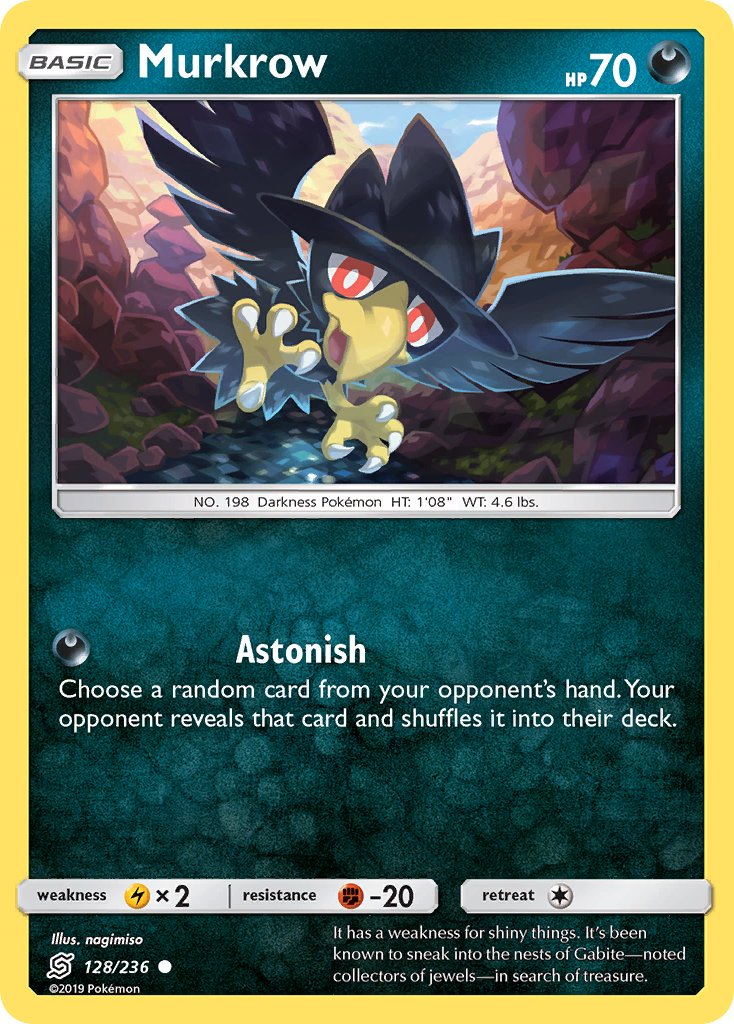 BASIC Murkrow HP 70
NO. 198 Darkness Pokémon HT: 1'08" WT: 4.6 lbs.
Astonish
Choose a random card from your opponent's hand. Your
opponent reveals that card and shuffles it into their deck.
weakness × 2 resistance -20 retreat
Illus. nagimiso
128/236
©2019 Pokémon
It has a weakness for shiny things. It's been
known to sneak into the nests of Gabite—noted
collectors of jewels—in search of treasure.